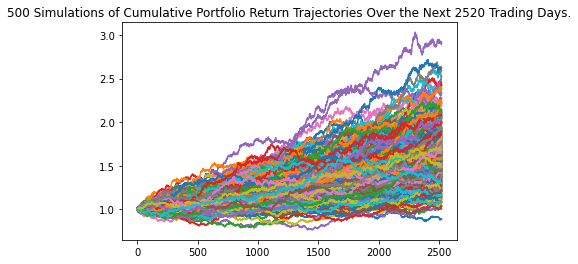 500 Simulations of Cumulative Portfolio Return Trajectories Over the Next 2520 Trading Days.
3.0
2.5
2.0
1.5
1.0
0 500 1000 1500 2000 2500